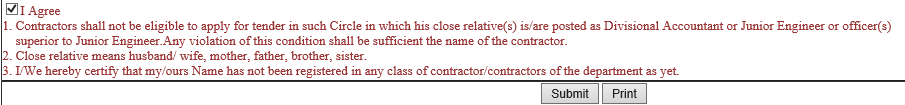 I Agree
1. Contractors shall not be eligible to apply for tender in such Circle in which his close relative(s) is/are posted as Divisional Accountant or Junior Engineer or officer(s)
superior to Junior Engineer.Any violation of this condition shall be sufficient the name of the contractor.
2. Close relative means husband/ wife, mother, father, brother, sister.
3. I/We hereby certify that my/ours Name has not been registered in any class of contractor/contractors of the department as yet.
Submit Print